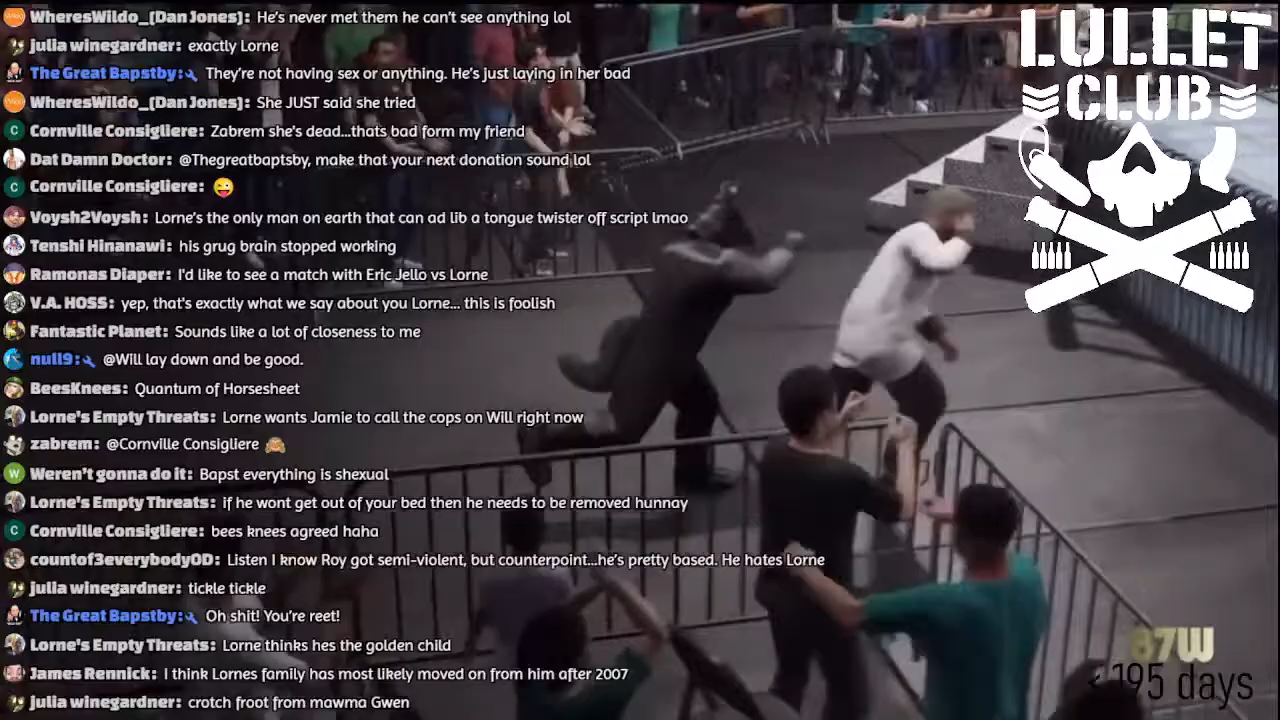 WheresWildo_(Dan Jones): He's never met them he can't see anything lol
julia winegardner: exactly Lorne
The Great Bapstby: They're not having sex or anything. He's just laying in her bad
WheresWildo_(Dan Jones): She JUST said she tried
Cornville Consigliere: Zabrem she's dead...thats bad form my friend
Dat Damn Doctor: @Thegreatbaptsby, make that your next donation sound lol
Cornville Consigliere: 😜
Voysh2Voysh: Lorne's the only man on earth that can ad lib a tongue twister off script lmao
Tenshi Hinanawi: his grug brain stopped working
Ramonas Diaper: I'd like to see a match with Eric Jello vs Lorne
V.A. HOSS: yep, that's exactly what we say about you Lorne... this is foolish
Fantastic Planet: Sounds like a lot of closeness to me
null9: @Will lay down and be good.
BeesKnees: Quantum of Horsesheet
Lorne's Empty Threats: Lorne wants Jamie to call the cops on Will right now
zabrem: @Cornville Consigliere 🙈
Weren't gonna do it: Bapst everything is shexual
Lorne's Empty Threats: if he wont get out of your bed then he needs to be removed hunnay
Cornville Consigliere: bees knees agreed haha
countof3everybodyOD: Listen I know Roy got semi-violent, but counterpoint...he's pretty based. He hates Lorne
julia winegardner: tickle tickle
The Great Bapstby: Oh shit! You're reet!
Lorne's Empty Threats: Lorne thinks hes the golden child
James Rennick: I think Lornes family has most likely moved on from him after 2007
julia winegardner: crotch froot from mawma Gwen
LULLET
CLUB
87W
< 195 days